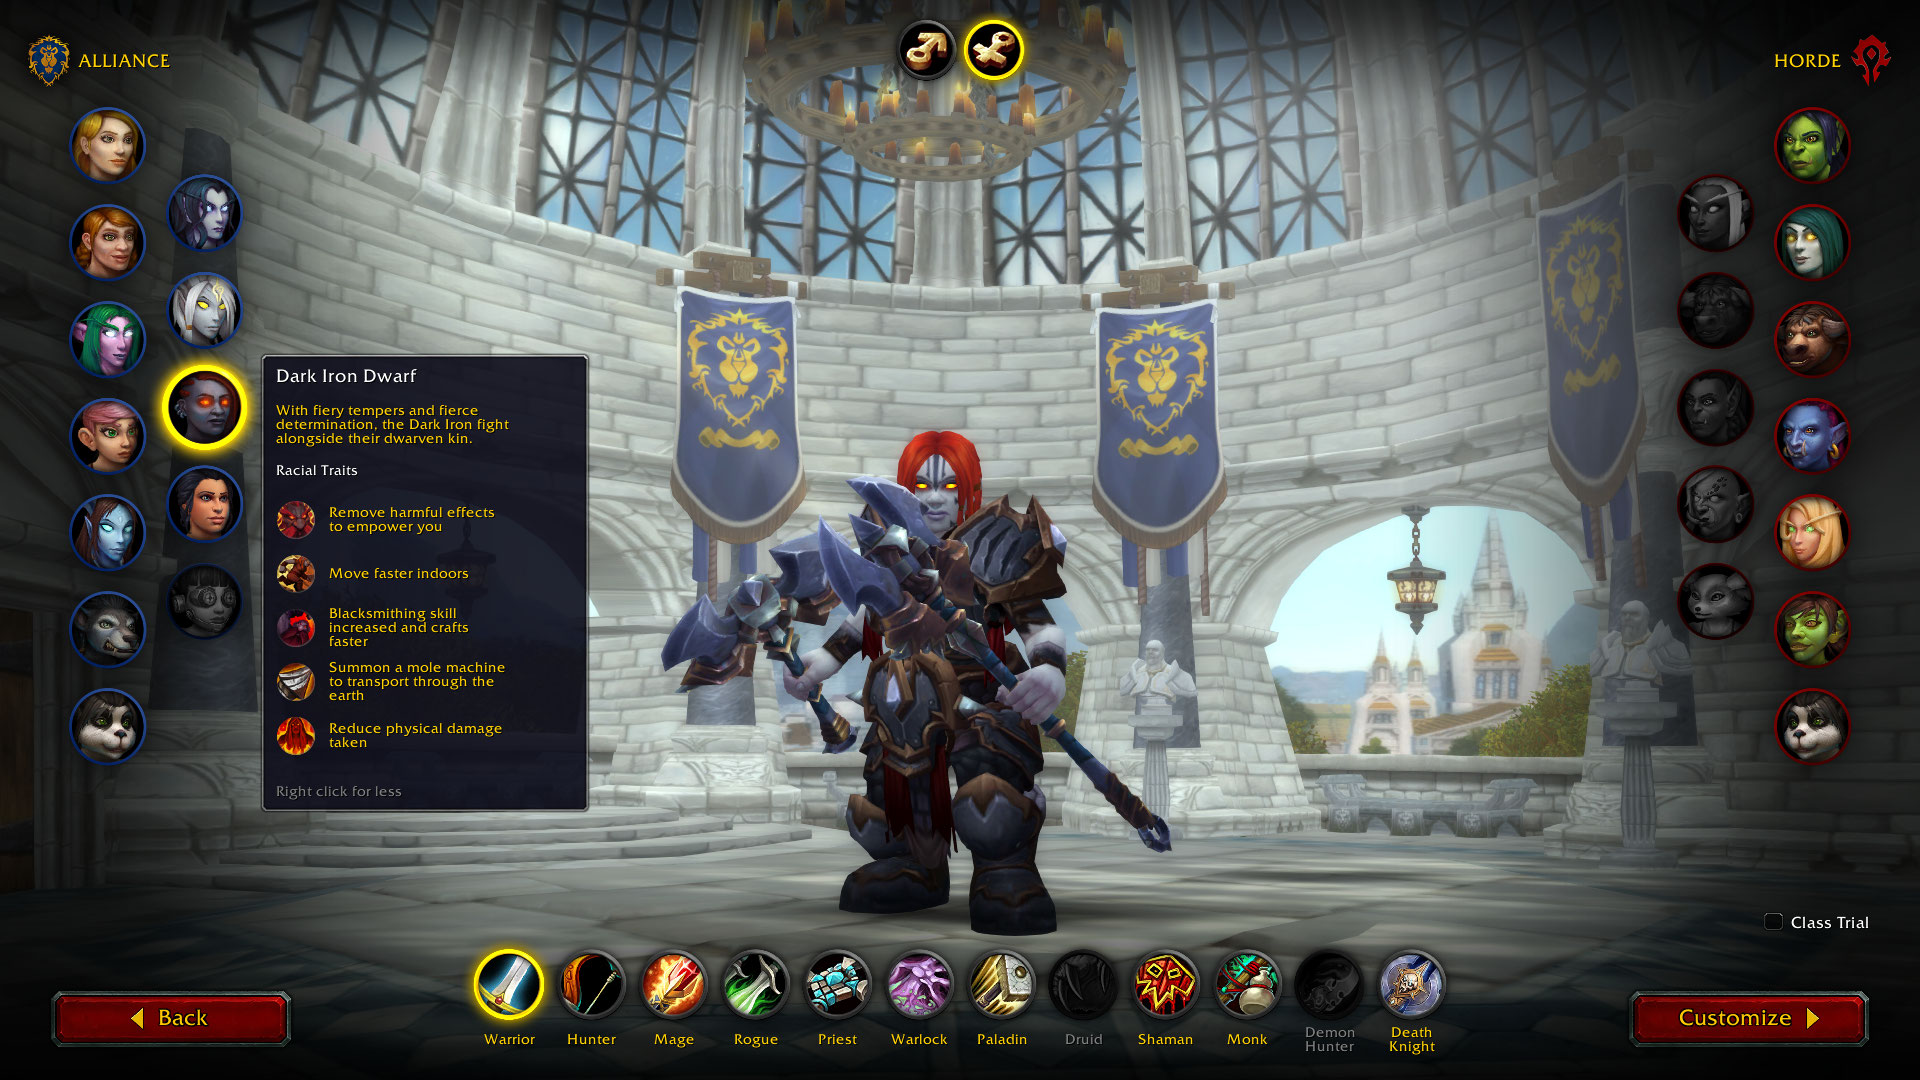 ALLIANCE
HORDE
Dark Iron Dwarf
With fiery tempers and fierce
determination, the Dark Iron fight
alongside their dwarven kin.
Racial Traits
Remove harmful effects
to empower you
Move faster indoors
Blacksmithing skill
increased and crafts
faster
Summon a mole machine
to transport through the
earth
Reduce physical damage
taken
Right click for less
Class Trial
Warrior
Hunter
Mage
Rogue
Priest
Warlock
Paladin
Druid
Shaman
Monk
Demon
Hunter
Death
Knight
Back
Customize